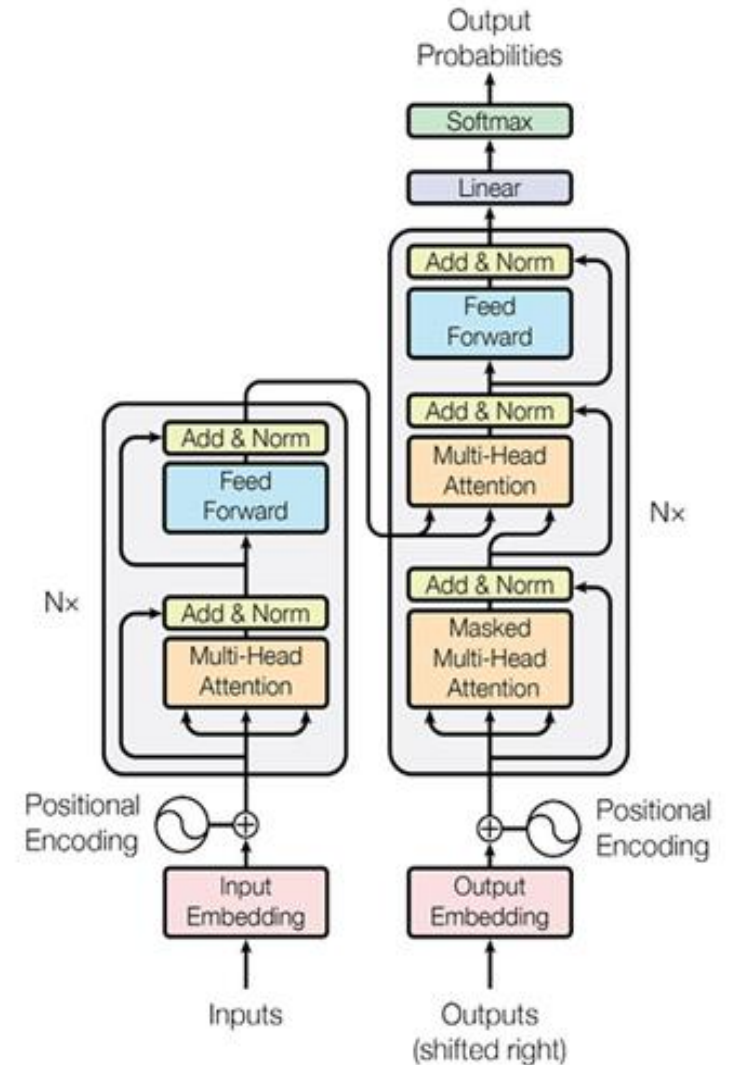 Output
Probabilities
Softmax
Linear
Add & Norm
Feed
Forward
Add & Norm
Multi-Head
Attention
Add & Norm
Masked
Multi-Head
Attention
N×
Add & Norm
Feed
Forward
Add & Norm
Multi-Head
Attention
N×
Positional
Encoding
Positional
Encoding
Input
Embedding
Output
Embedding
Inputs
Outputs
(shifted right)